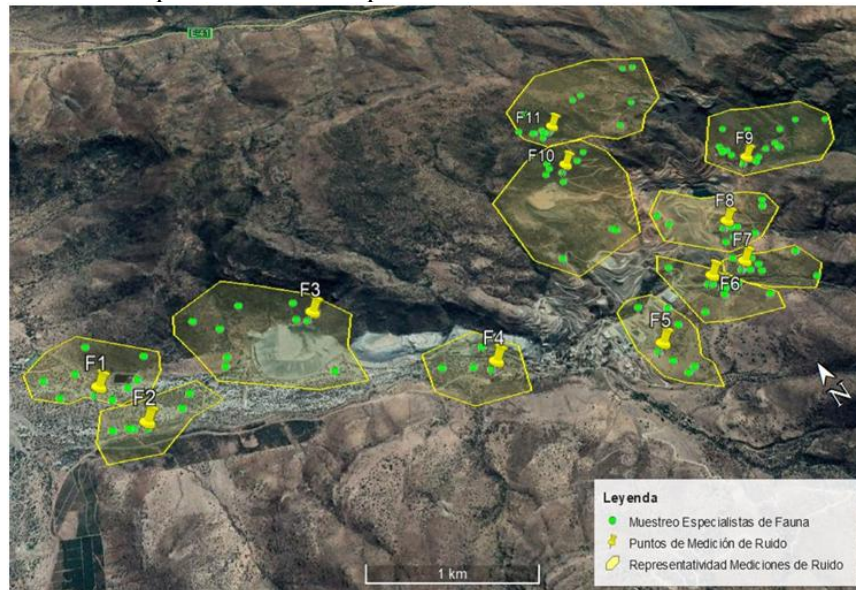 E-41
F11
F9
F10
F8
F7
F6
F3
F5
F4
F1
F2
N
Leyenda
Muestreo Especialistas de Fauna
Puntos de Medición de Ruido
Representatividad Mediciones de Ruido
1 km